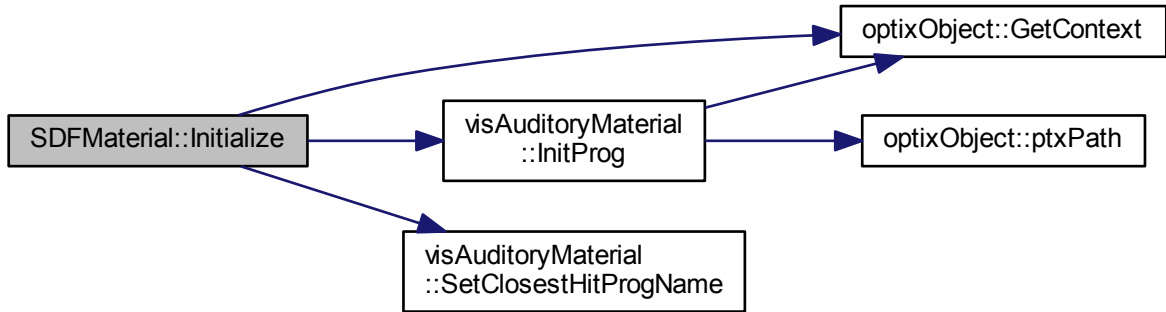 SDFMaterial::Initialize
optixObject::GetContext
visAuditoryMaterial
::InitProg
optixObject::ptxPath
visAuditoryMaterial
::SetClosestHitProgName